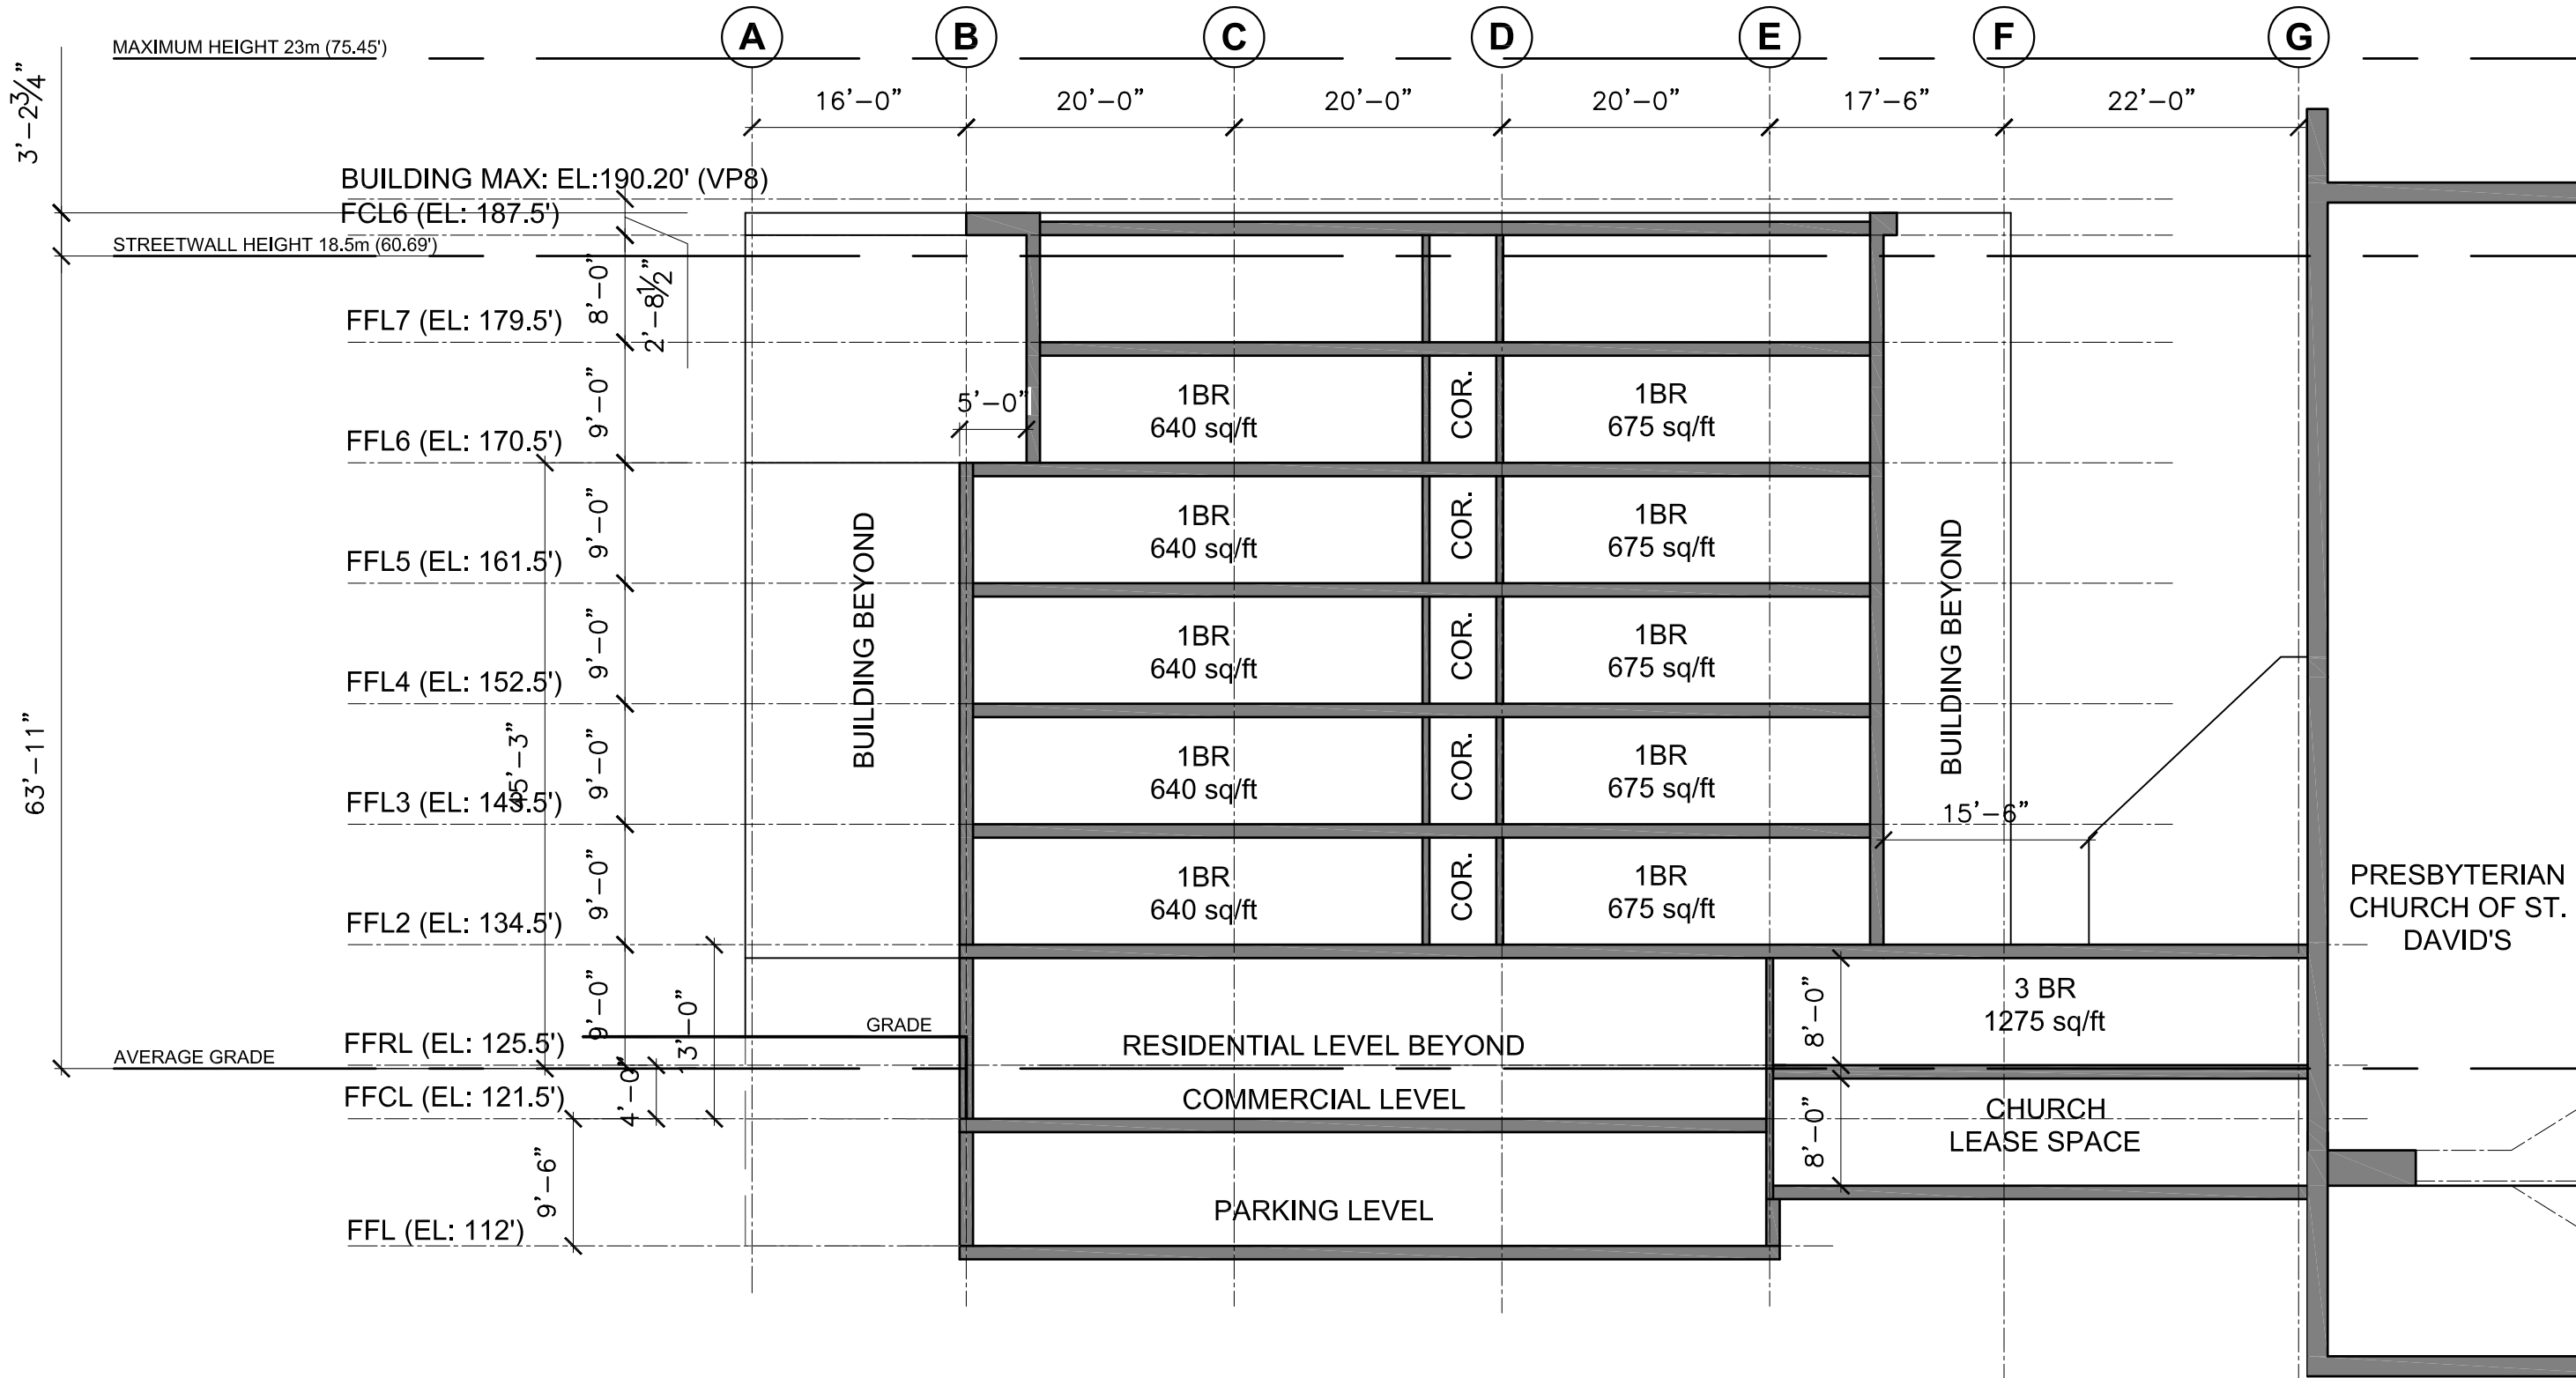 A B C D E F G
MAXIMUM HEIGHT 23m (75.45')
3'-2¾"
16'-0" 20'-0" 20'-0" 20'-0" 17'-6" 22'-0"
BUILDING MAX: EL:190.20' (VP8)
FCL6 (EL: 187.5')
STREETWALL HEIGHT 18.5m (60.69')
8'-0"
2'-8½"
FFL7 (EL: 179.5')
9'-0"
5'-0"
1BR
640 sq/ft
COR.
1BR
675 sq/ft
FFL6 (EL: 170.5')
9'-0"
1BR
640 sq/ft
COR.
1BR
675 sq/ft
FFL5 (EL: 161.5')
BUILDING BEYOND
BUILDING BEYOND
9'-0"
1BR
640 sq/ft
COR.
1BR
675 sq/ft
FFL4 (EL: 152.5')
63'-11"
45'-3"
9'-0"
1BR
640 sq/ft
COR.
1BR
675 sq/ft
FFL3 (EL: 143.5')
15'-6"
9'-0"
1BR
640 sq/ft
COR.
1BR
675 sq/ft
FFL2 (EL: 134.5')
PRESBYTERIAN
CHURCH OF ST.
DAVID'S
9'-0"
GRADE
8'-0"
3 BR
1275 sq/ft
FFRL (EL: 125.5')
RESIDENTIAL LEVEL BEYOND
AVERAGE GRADE
4'-0"
FFCL (EL: 121.5')
COMMERCIAL LEVEL
8'-0"
CHURCH
LEASE SPACE
9'-6"
PARKING LEVEL
FFL (EL: 112')